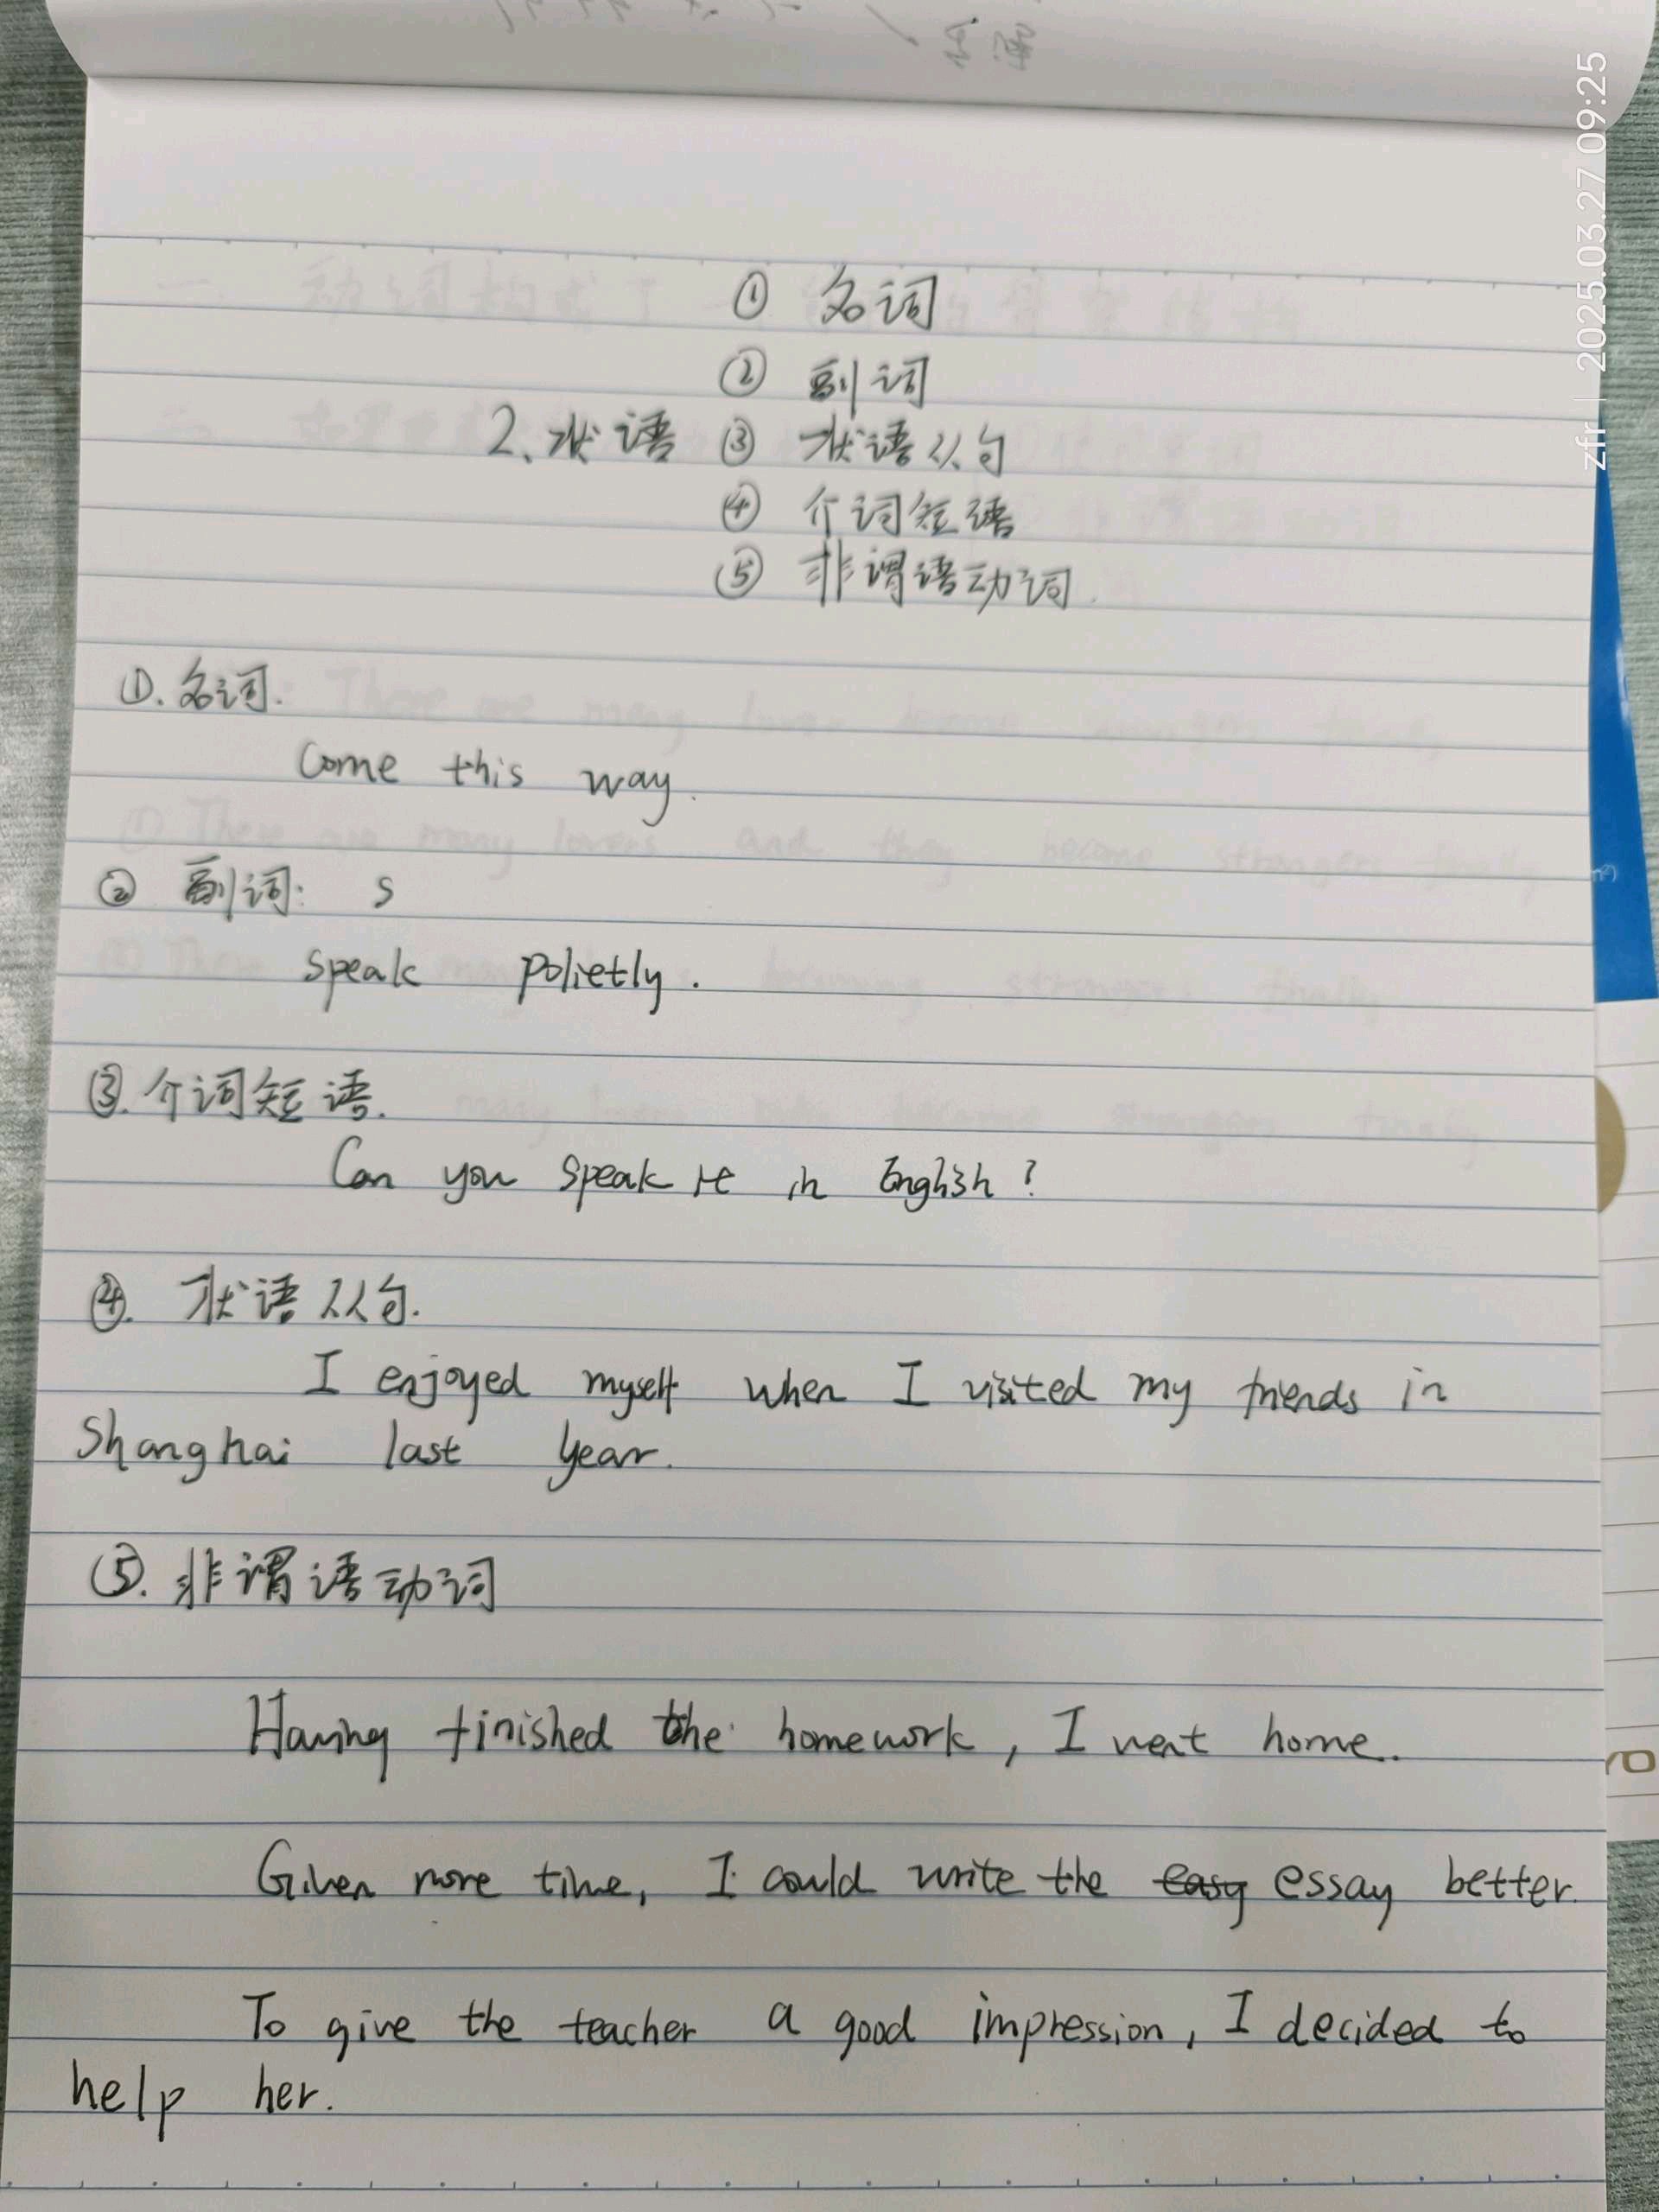 ① 名词
② 副词
2、状语 ③ 状语从句
④ 介词短语
⑤ 非谓语动词.
①. 名词.
Come this way.
② 副词: s
speak polietly.
③. 介词短语.
Can you speak it in English?
④. 状语从句.
I enjoyed myself when I visited my friends in
Shanghai last year.
⑤. 非谓语动词
Having finished the homework, I went home.
Given more time, I could write the easy essay better.
To give the teacher a good impression, I decided to
help her.
zfr | 2025.03.27 09:25